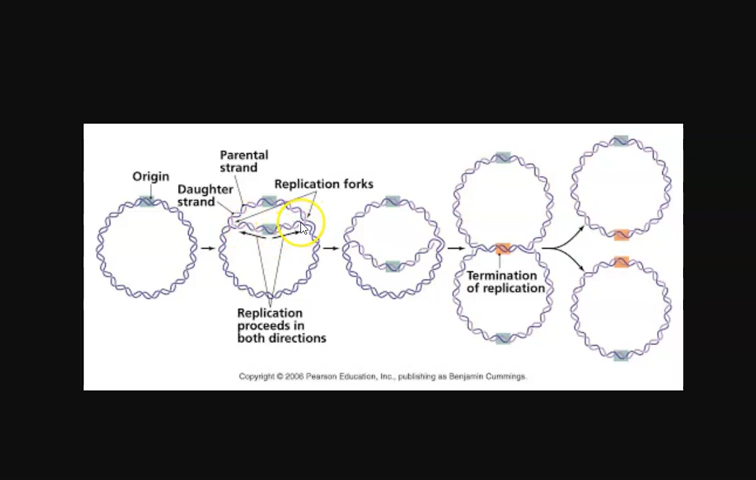 Parental
strand
Origin
Daughter
strand
Replication forks
Termination
of replication
Replication
proceeds in
both directions
Copyright © 2006 Pearson Education, Inc., publishing as Benjamin Cummings.